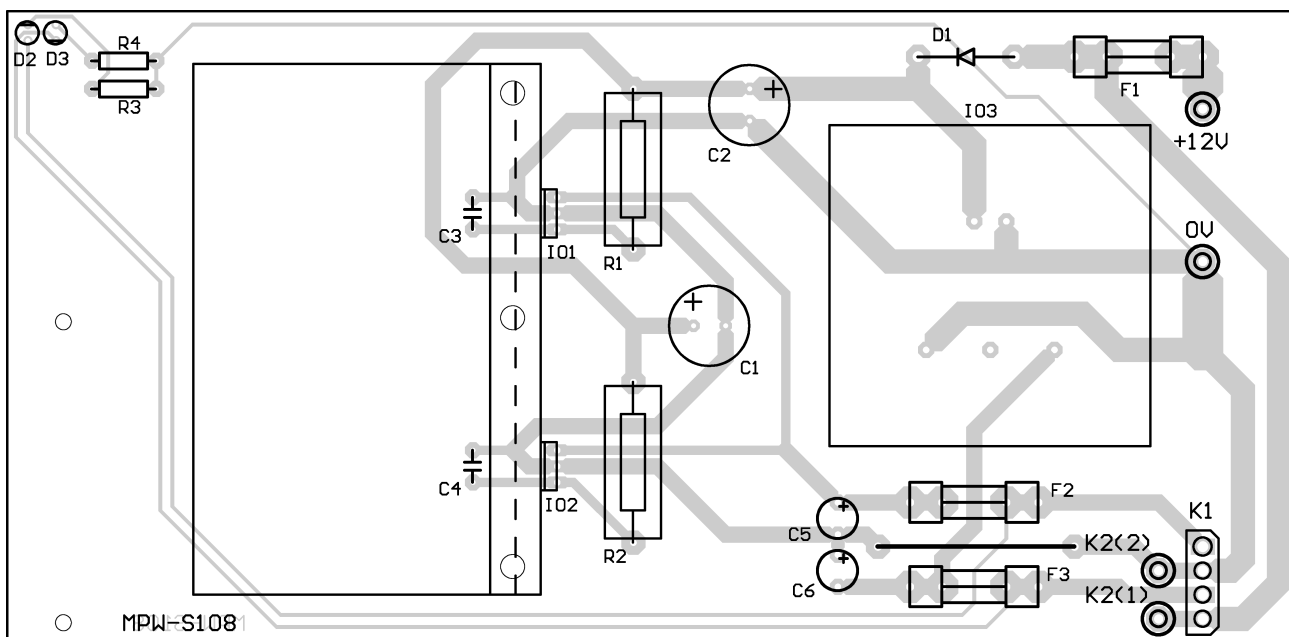 D2
D3
R4
R3
D1
F1
+12V
IO3
C2
C3
IO1
R1
0V
C1
C4
IO2
R2
C5
C6
F2
F3
K1
K2(2)
K2(1)
MPW-S108